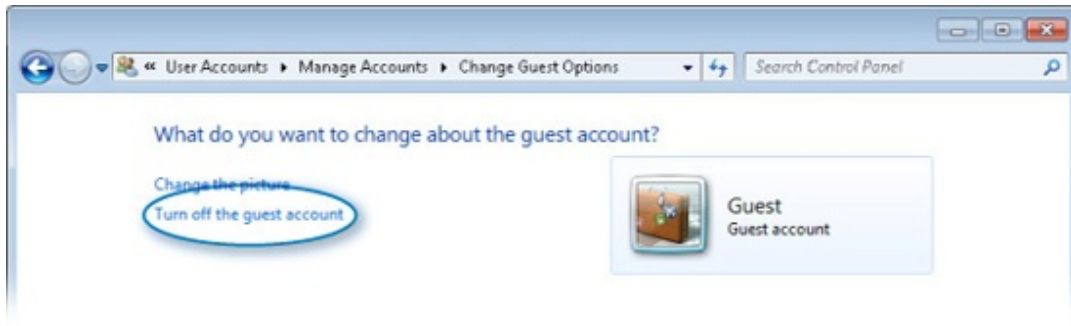 « User Accounts ▸ Manage Accounts ▸ Change Guest Options
Search Control Panel
What do you want to change about the guest account?
Change the picture
Turn off the guest account
Guest
Guest account